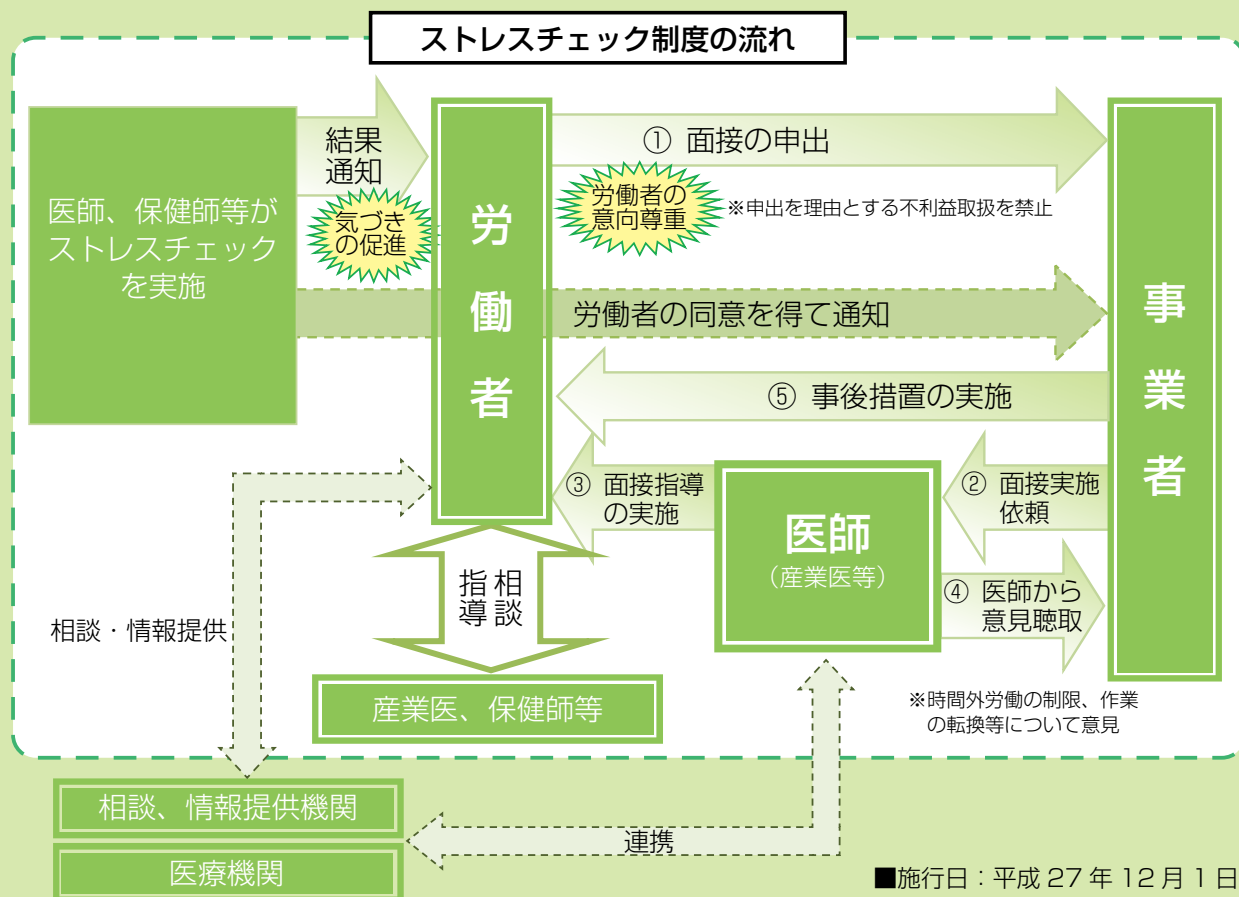 ストレスチェック制度の流れ
医師、保健師等が
ストレスチェック
を実施
結果
通知
気づき
の促進
労働者
① 面接の申出
労働者の
意向尊重
※申出を理由とする不利益取扱を禁止
労働者の同意を得て通知
⑤ 事後措置の実施
事業者
③ 面接指導
の実施
医師
（産業医等）
② 面接実施
依頼
④ 医師から
意見聴取
※時間外労働の制限、作業
の転換等について意見
相談
指導
産業医、保健師等
相談・情報提供
相談、情報提供機関
医療機関
連携
■施行日：平成 27 年 12 月 1 日